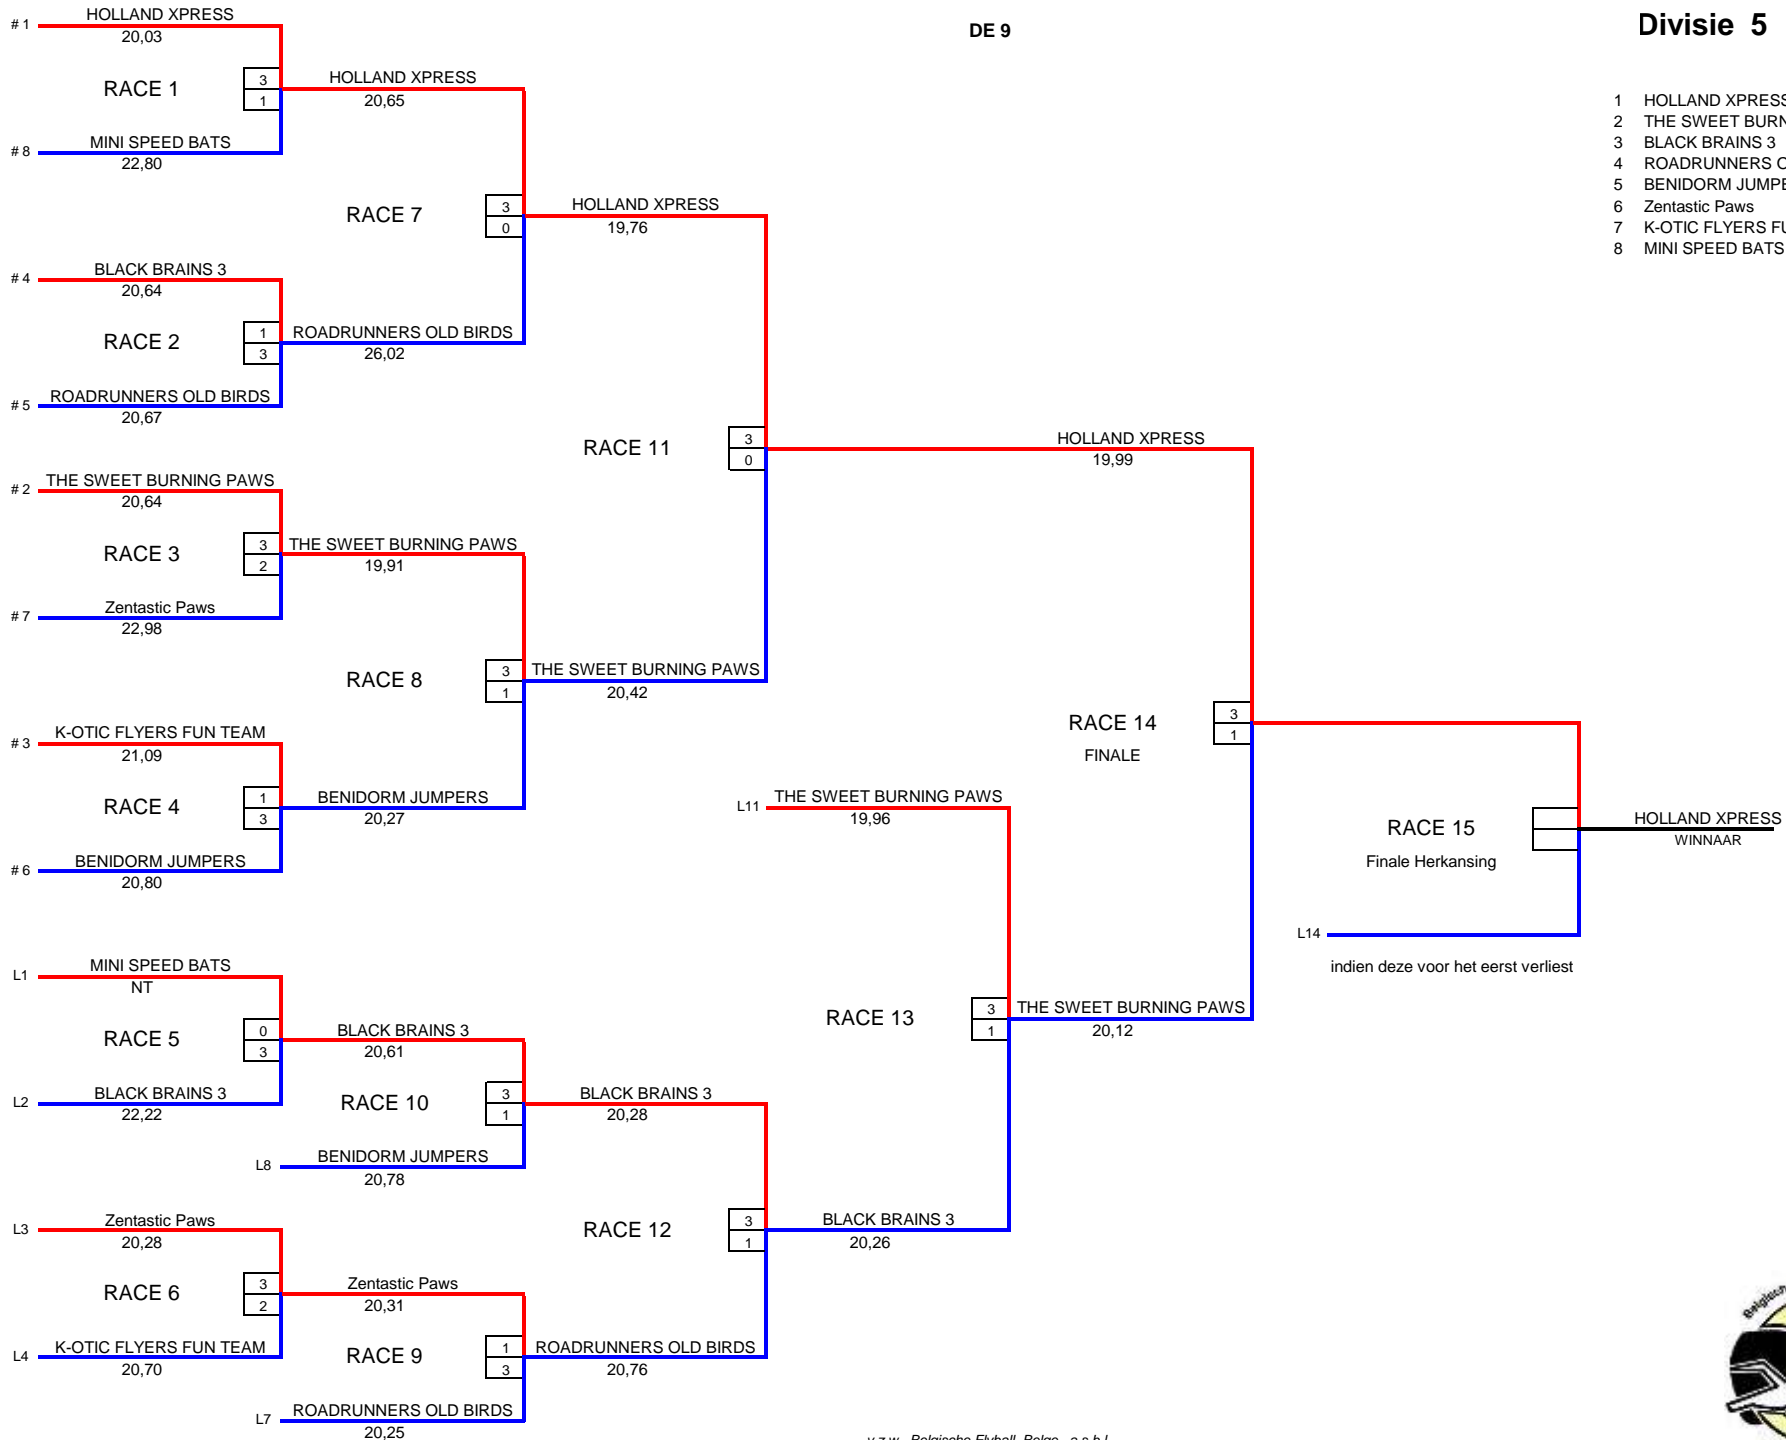 DE 9
Divisie 5
1 HOLLAND XPRESS
2 THE SWEET BURN
3 BLACK BRAINS 3
4 ROADRUNNERS O
5 BENIDORM JUMPE
6 Zentastic Paws
7 K-OTIC FLYERS FU
8 MINI SPEED BATS
# 1 HOLLAND XPRESS
20,03
RACE 1 3
1
# 8 MINI SPEED BATS
22,80
HOLLAND XPRESS
20,65
RACE 7 3
0
# 4 BLACK BRAINS 3
20,64
RACE 2 1
3
ROADRUNNERS OLD BIRDS
26,02
# 5 ROADRUNNERS OLD BIRDS
20,67
HOLLAND XPRESS
19,76
RACE 11 3
0
# 2 THE SWEET BURNING PAWS
20,64
RACE 3 3
2
THE SWEET BURNING PAWS
19,91
# 7 Zentastic Paws
22,98
RACE 8 3
1
THE SWEET BURNING PAWS
20,42
# 3 K-OTIC FLYERS FUN TEAM
21,09
RACE 4 1
3
BENIDORM JUMPERS
20,27
# 6 BENIDORM JUMPERS
20,80
HOLLAND XPRESS
19,99
RACE 14 3
1
FINALE
L11 THE SWEET BURNING PAWS
19,96
RACE 15
Finale Herkansing
HOLLAND XPRESS
WINNAAR
L14
indien deze voor het eerst verliest
L1 MINI SPEED BATS
NT
RACE 5 0
3
L2 BLACK BRAINS 3
22,22
BLACK BRAINS 3
20,61
RACE 10 3
1
L8 BENIDORM JUMPERS
20,78
RACE 13 3
1
THE SWEET BURNING PAWS
20,12
BLACK BRAINS 3
20,28
RACE 12 3
1
BLACK BRAINS 3
20,26
L3 Zentastic Paws
20,28
RACE 6 3
2
L4 K-OTIC FLYERS FUN TEAM
20,70
Zentastic Paws
20,31
RACE 9 1
3
ROADRUNNERS OLD BIRDS
20,76
L7 ROADRUNNERS OLD BIRDS
20,25